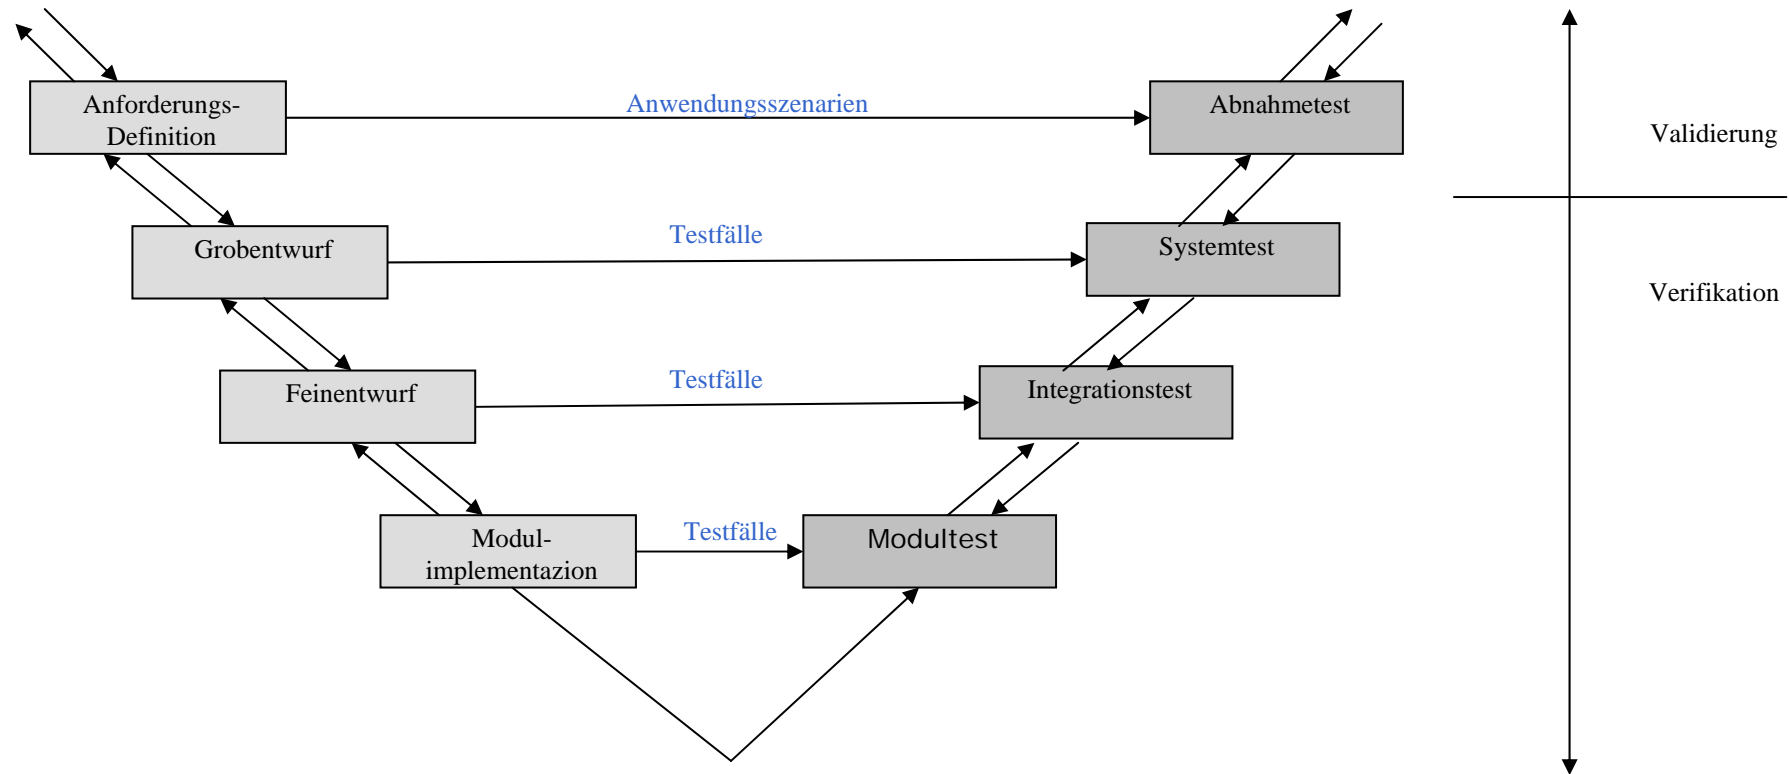 Anforderungs-
Definition
Anwendungsszenarien
Abnahmetest
Validierung
Grobentwurf
Testfälle
Systemtest
Verifikation
Feinentwurf
Testfälle
Integrationstest
Modul-
implementazion
Testfälle
Modultest